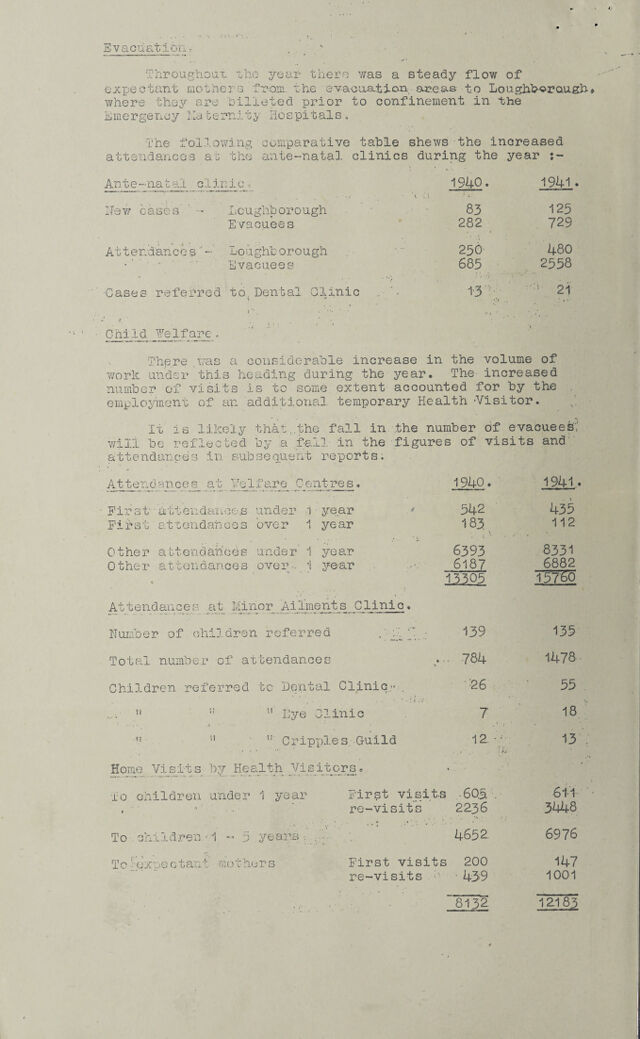 Evacuation.
Throughout the year there was a steady flow of
expectant mothers from the evacuation areas to Loughborough,
where they are billeted prior to confinement in the
Emergency Maternity Hospitals.
The following comparative table shews the increased
attendances at the ante-natal clinics during the year :-
Ante-natal clinic. 1940. 1941.
New cases - Loughborough 83 125
Evacuees 282 729
Attendances - Loughborough 250 480
Evacuees 685 2558
Cases referred to Dental Clinic 13 21
Child Welfare.
There was a considerable increase in the volume of
work under this heading during the year. The increased
number of visits is to some extent accounted for by the
employment of an additional temporary Health Visitor.
It is likely that the fall in the number of evacuees
will be reflected by a fall in the figures of visits and
attendances in subsequent reports.
Attendances at Welfare Centres. 1940. 1941.
First attendances under 1 year 542 435
First attendances over 1 year 183 112
Other attendances under 1 year 6393 8331
Other attendances over 1 year 6187 6882
13305 15760
Attendances at Minor Ailments Clinic.
Number of children referred 139 135
Total number of attendances 784 1478
Children referred to Dental Clinic 26 55
" " " Eye Clinic 7 18
" " " Cripples Guild 12 13
Home Visits by Health Visitors.
To children under 1 year First visits 605 611
re-visits 2236 3448
To children 1 - 5 years 4652 6976
To expectant mothers First visits 200 147
re-visits 439 1001
8132 12183